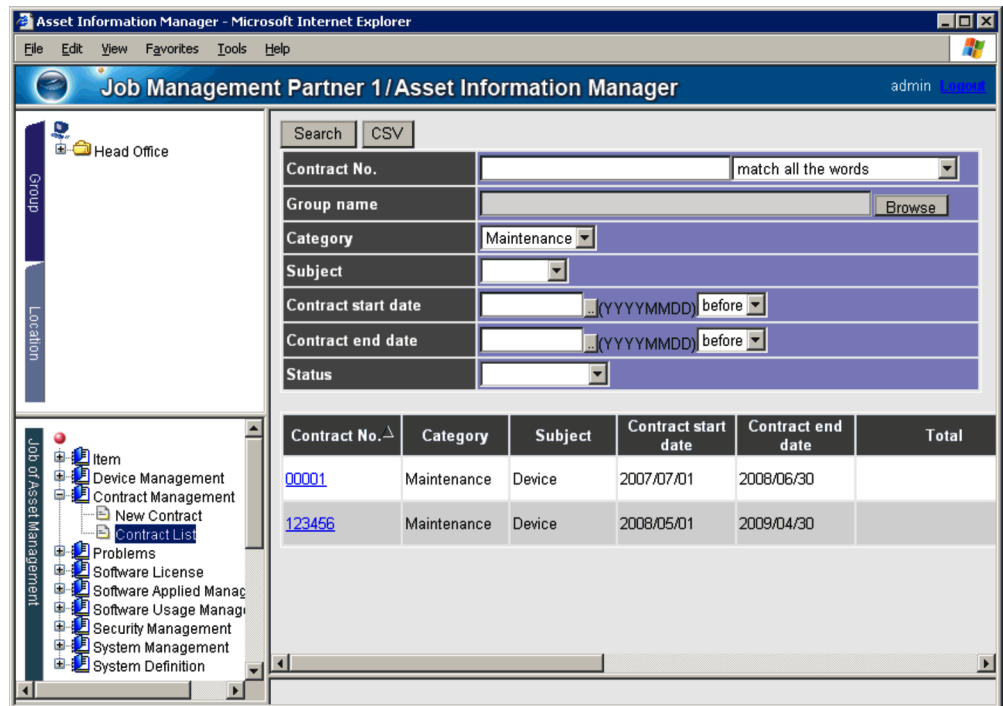 Asset Information Manager - Microsoft Internet Explorer
File Edit View Favorites Tools Help
Job Management Partner 1/Asset Information Manager
admin Logout
Group
Location
Head Office
Search CSV
Contract No. match all the words
Group name Browse
Category Maintenance
Subject
Contract start date .. (YYYYMMDD) before
Contract end date .. (YYYYMMDD) before
Status
Job of Asset Management
Item
Device Management
Contract Management
New Contract
Contract List
Problems
Software License
Software Applied Manag
Software Usage Manag
Security Management
System Management
System Definition
Contract No. Category Subject Contract start date Contract end date Total
00001 Maintenance Device 2007/07/01 2008/06/30
123456 Maintenance Device 2008/05/01 2009/04/30